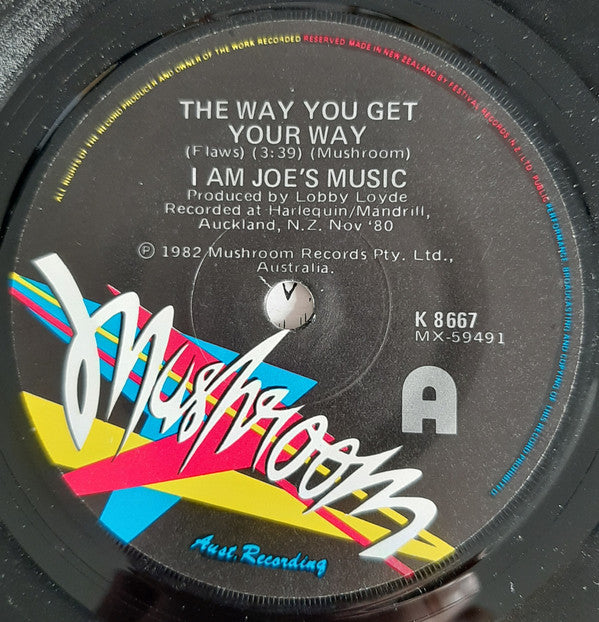 ALL RIGHTS OF THE RECORD PRODUCER AND OWNER OF THE WORK RECORDED RESERVED MADE IN NEW ZEALAND BY FESTIVAL RECORDS N.Z. LTD. PUBLIC PERFORMANCE, BROADCASTING AND COPYING OF THIS RECORD PROHIBITED
THE WAY YOU GET
YOUR WAY
(Flaws) (3:39) (Mushroom)
I AM JOE'S MUSIC
Produced by Lobby Loyde
Recorded at Harlequin/Mandrill,
Auckland, N.Z. Nov '80
℗ 1982 Mushroom Records Pty. Ltd.,
Australia.
K 8667
MX-59491
A
Mushroom
Aust. Recording